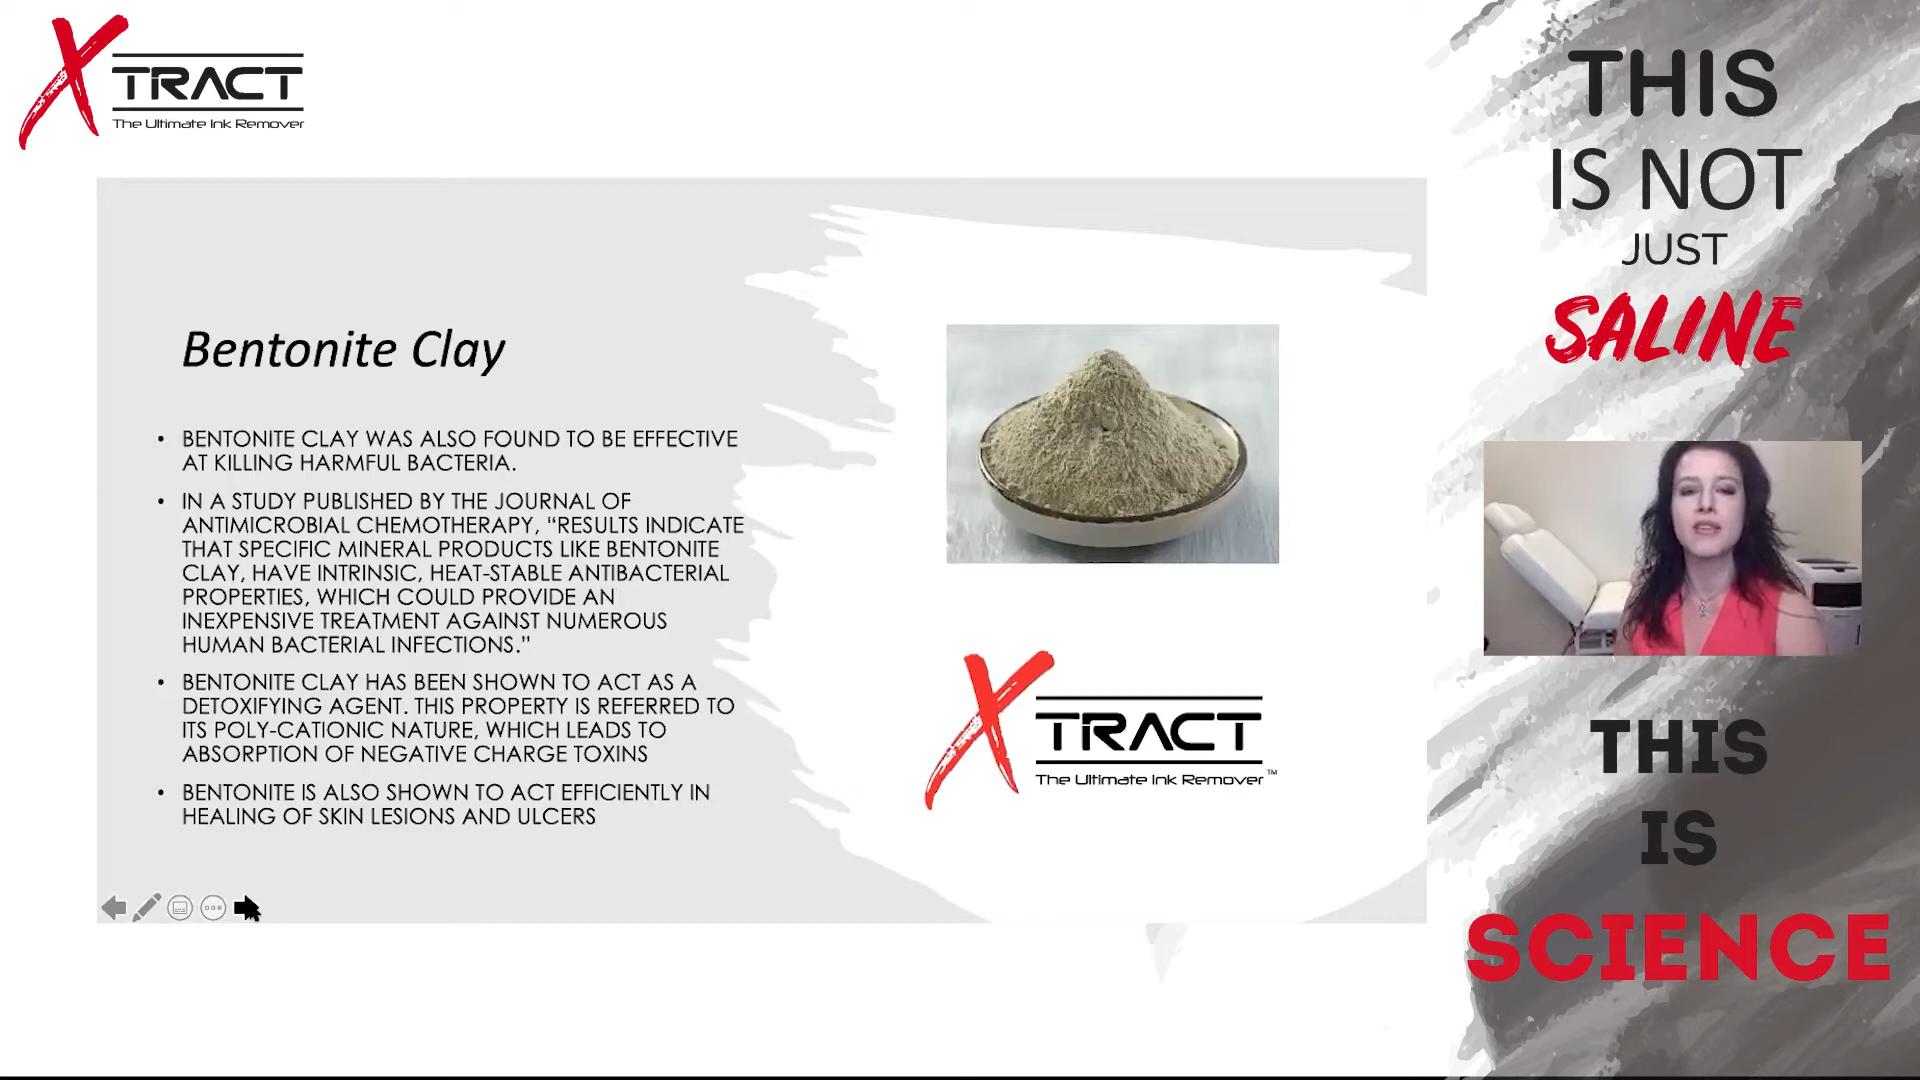 XTRACT
The Ultimate Ink Remover
THIS
IS NOT
JUST
SALINE
Bentonite Clay
• BENTONITE CLAY WAS ALSO FOUND TO BE EFFECTIVE
AT KILLING HARMFUL BACTERIA.
• IN A STUDY PUBLISHED BY THE JOURNAL OF
ANTIMICROBIAL CHEMOTHERAPY, “RESULTS INDICATE
THAT SPECIFIC MINERAL PRODUCTS LIKE BENTONITE
CLAY, HAVE INTRINSIC, HEAT-STABLE ANTIBACTERIAL
PROPERTIES, WHICH COULD PROVIDE AN
INEXPENSIVE TREATMENT AGAINST NUMEROUS
HUMAN BACTERIAL INFECTIONS.”
• BENTONITE CLAY HAS BEEN SHOWN TO ACT AS A
DETOXIFYING AGENT. THIS PROPERTY IS REFERRED TO
ITS POLY-CATIONIC NATURE, WHICH LEADS TO
ABSORPTION OF NEGATIVE CHARGE TOXINS
• BENTONITE IS ALSO SHOWN TO ACT EFFICIENTLY IN
HEALING OF SKIN LESIONS AND ULCERS
XTRACT
The Ultimate Ink Remover™
THIS
IS
SCIENCE